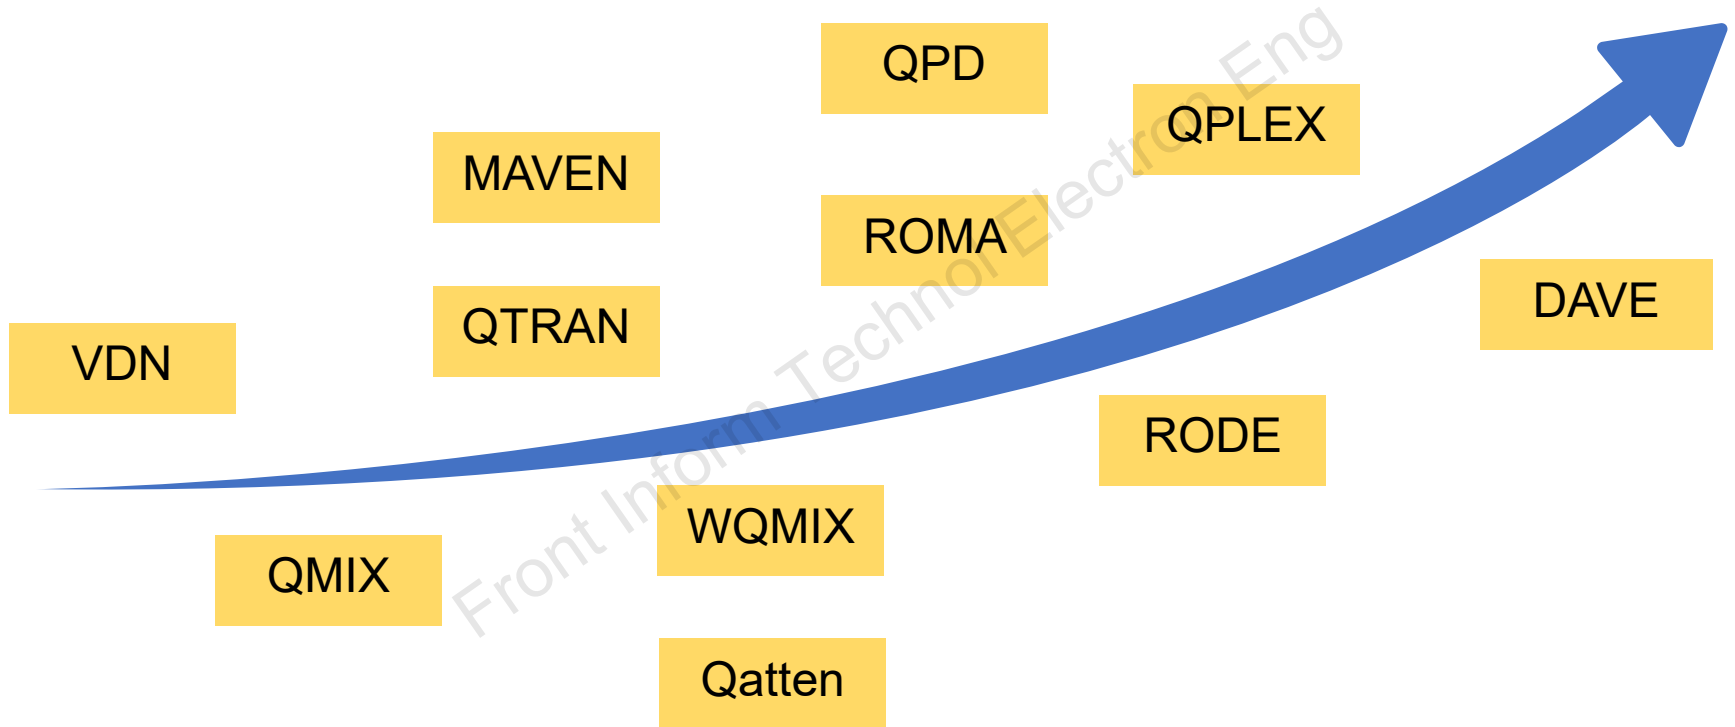 QPD
QPLEX
MAVEN
ROMA
QTRAN
DAVE
VDN
RODE
WQMIX
QMIX
Qatten
Front Inform Technol Electron Eng